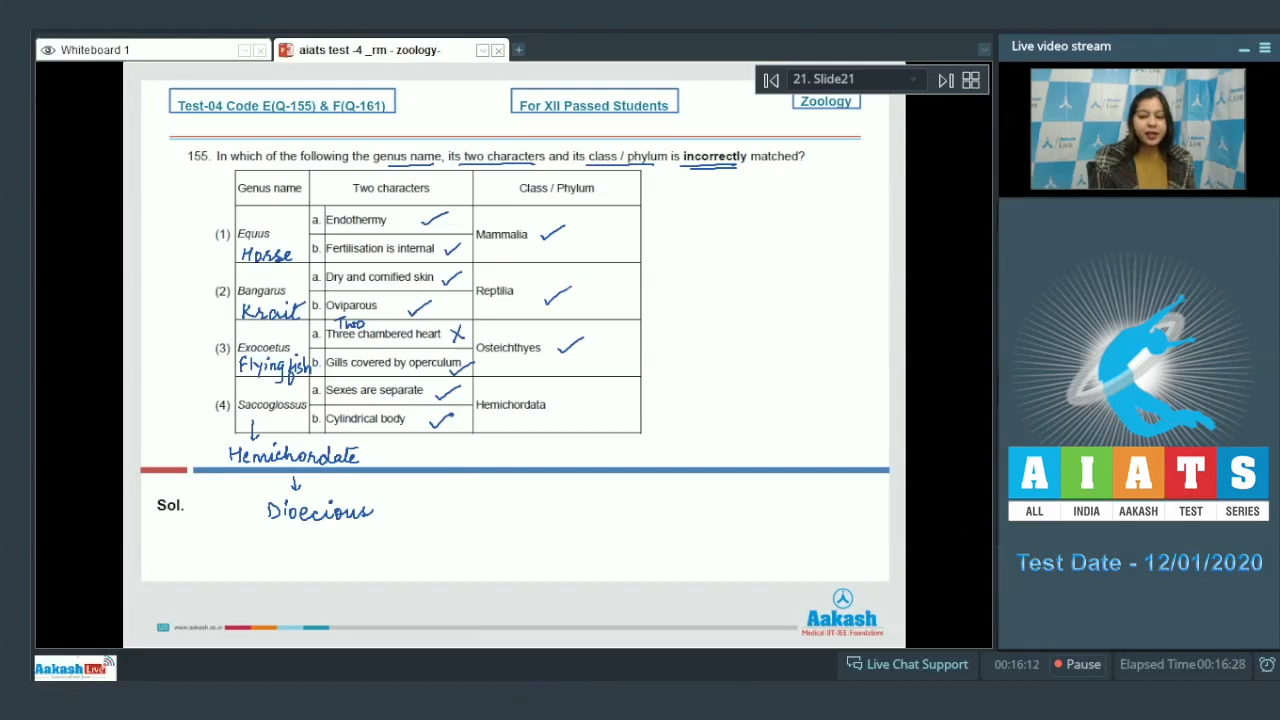 Whiteboard 1
aiats test -4 _rm - zoology-
Live video stream
21. Slide21
Test-04 Code E(Q-155) & F(Q-161)
For XII Passed Students
Zoology
155. In which of the following the genus name, its two characters and its class / phylum is incorrectly matched?
Genus name Two characters Class / Phylum
(1) Equus a. Endothermy Mammalia
Horse b. Fertilisation is internal
(2) Bangarus a. Dry and cornified skin Reptilia
Krait b. Oviparous
Two
(3) Exocoetus a. Three chambered heart X Osteichthyes
Flying fish b. Gills covered by operculum
(4) Saccoglossus a. Sexes are separate Hemichordata
b. Cylindrical body
Hemichordate
Sol.
Dioecious
www.aakash.ac.in
Aakash
Medical | IIT-JEE | Foundations
Aakash Live
A I A T S
ALL INDIA AAKASH TEST SERIES
Test Date - 12/01/2020
Live Chat Support 00:16:12 Pause Elapsed Time 00:16:28